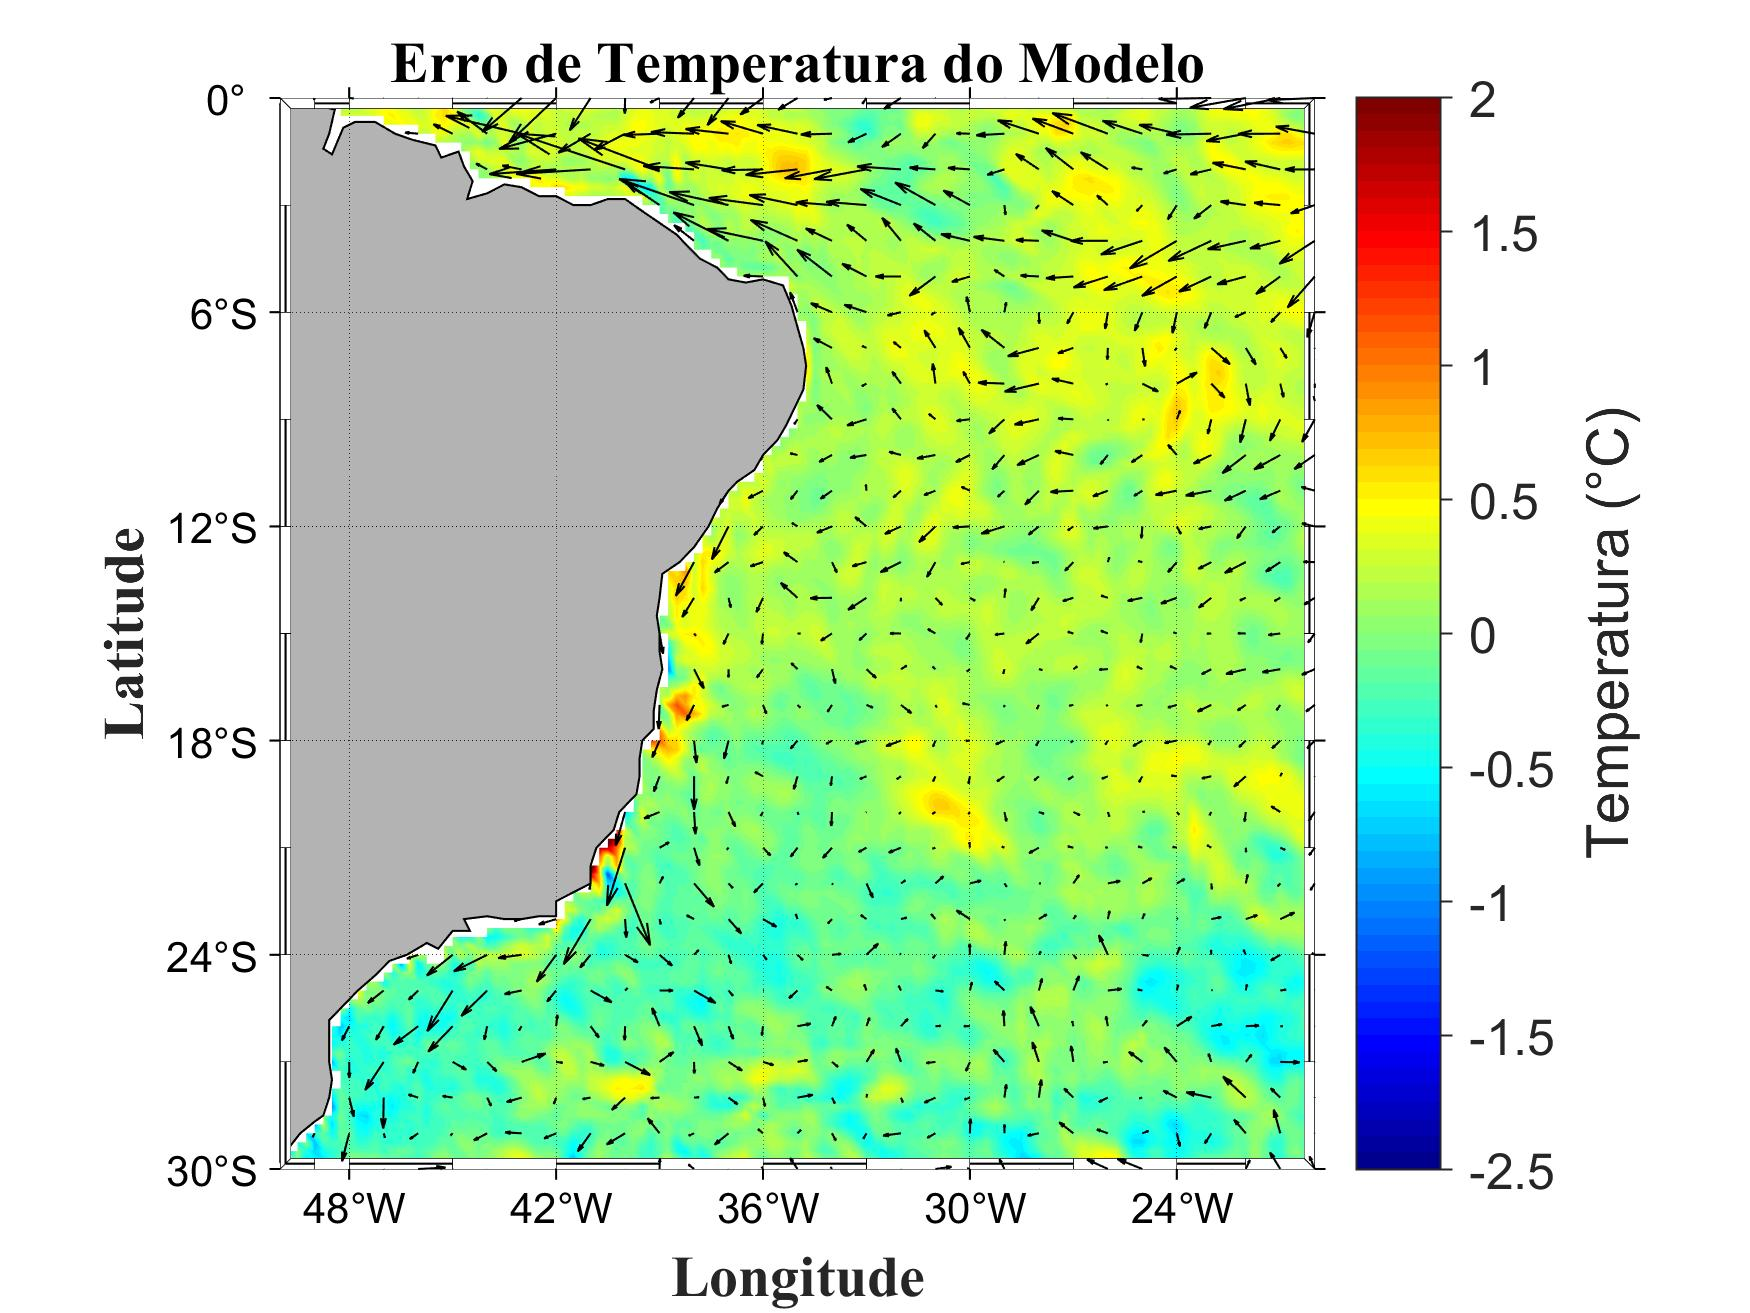 Erro de Temperatura do Modelo
0°
6°S
12°S
18°S
24°S
30°S
Latitude
48°W 42°W 36°W 30°W 24°W
Longitude
2
1.5
1
0.5
0
-0.5
-1
-1.5
-2.5
Temperatura (°C)